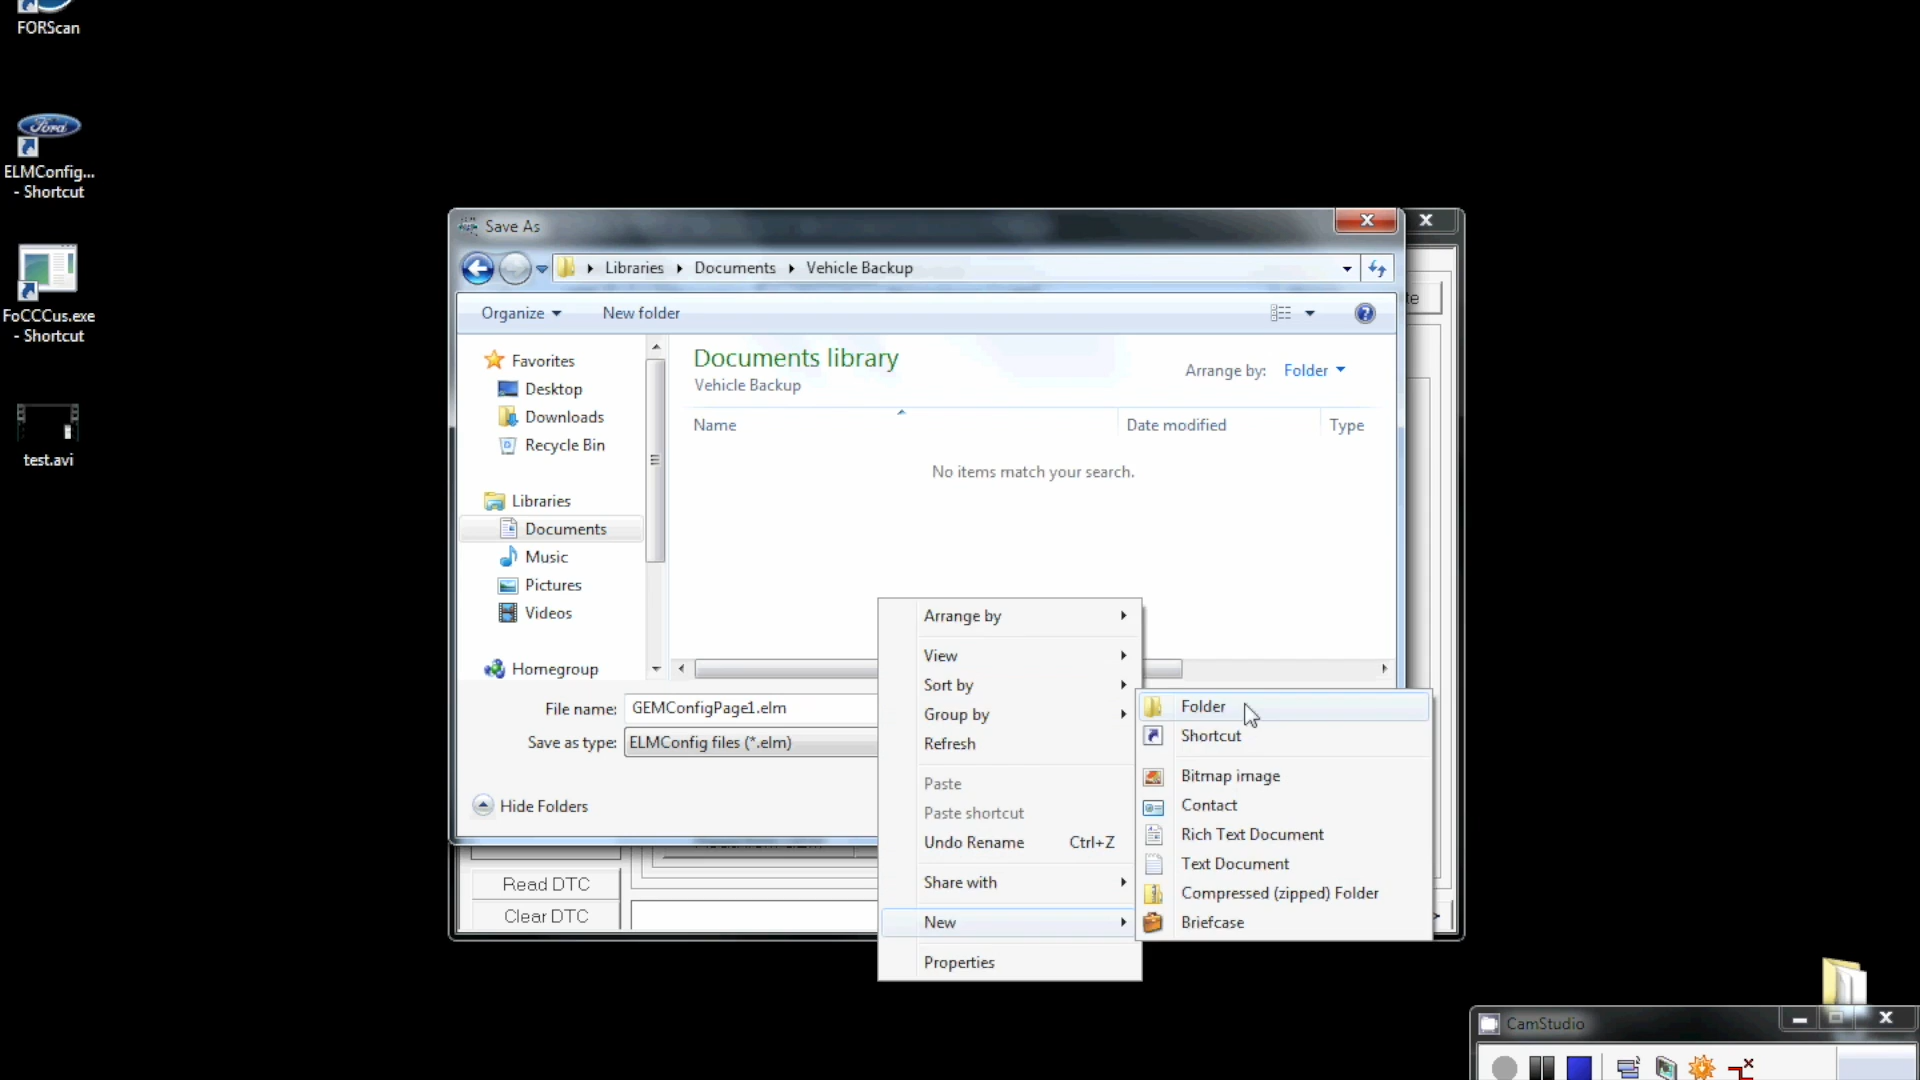 FORScan
ELMConfig...
- Shortcut
FoCCCus.exe
- Shortcut
test.avi
Save As
Libraries
Documents
Vehicle Backup
Organize
New folder
Favorites
Desktop
Downloads
Recycle Bin
Libraries
Documents
Music
Pictures
Videos
Homegroup
Documents library
Vehicle Backup
Arrange by: Folder
Name
Date modified
Type
No items match your search.
File name: GEMConfigPage1.elm
Save as type: ELMConfig files (*.elm)
Hide Folders
Read DTC
Clear DTC
Arrange by
View
Sort by
Group by
Refresh
Paste
Paste shortcut
Undo Rename Ctrl+Z
Share with
New
Properties
Folder
Shortcut
Bitmap image
Contact
Rich Text Document
Text Document
Compressed (zipped) Folder
Briefcase
CamStudio
Ford